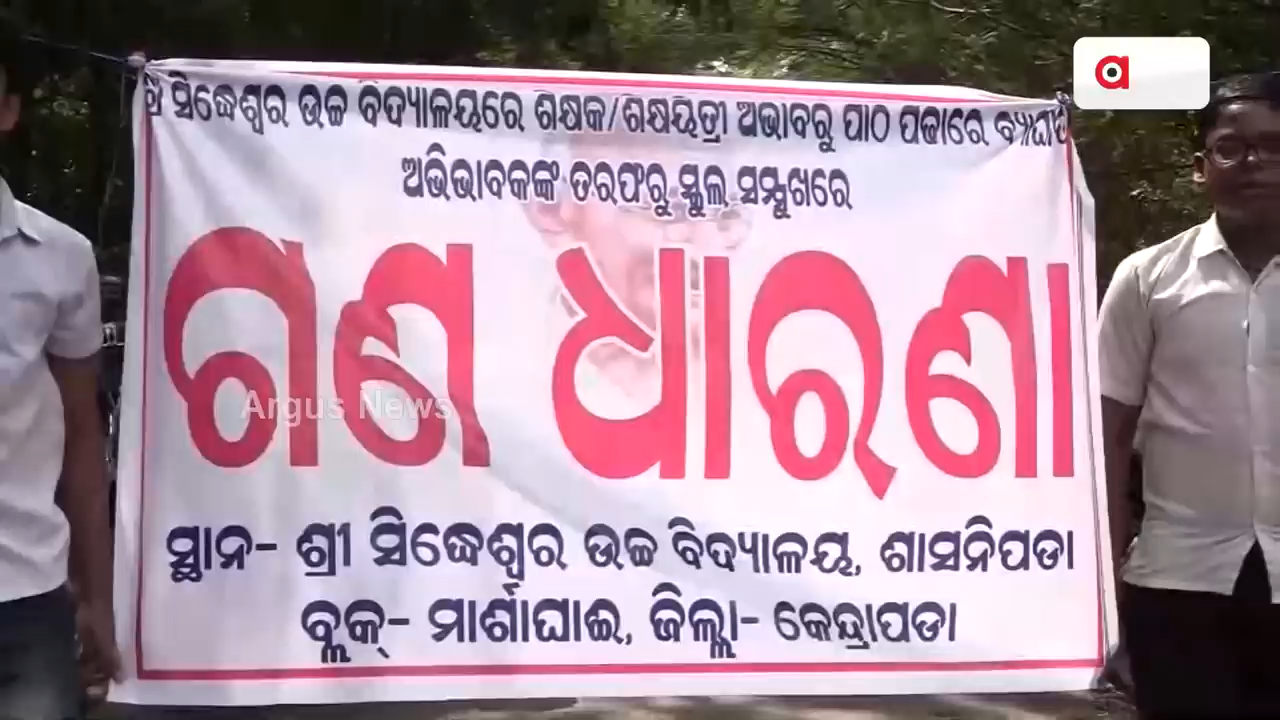 ସିଦ୍ଧେଶ୍ୱର ଉଚ୍ଚ ବିଦ୍ୟାଳୟରେ ଶିକ୍ଷକ/ଶିକ୍ଷୟିତ୍ରୀ ଅଭାବରୁ ପାଠ ପଢାରେ
ଅଭିଭାବକଙ୍କ ତରଫରୁ ସ୍କୁଲ ସମ୍ମୁଖରେ
ଗଣ ଧାରଣା
Argus News
ସ୍ଥାନ- ଶ୍ରୀ ସିଦ୍ଧେଶ୍ୱର ଉଚ୍ଚ ବିଦ୍ୟାଳୟ, ଶାସନିପଡା
ବ୍ଲକ୍- ମାର୍ଶାଘାଈ, ଜିଲ୍ଲା- କେନ୍ଦ୍ରାପଡା